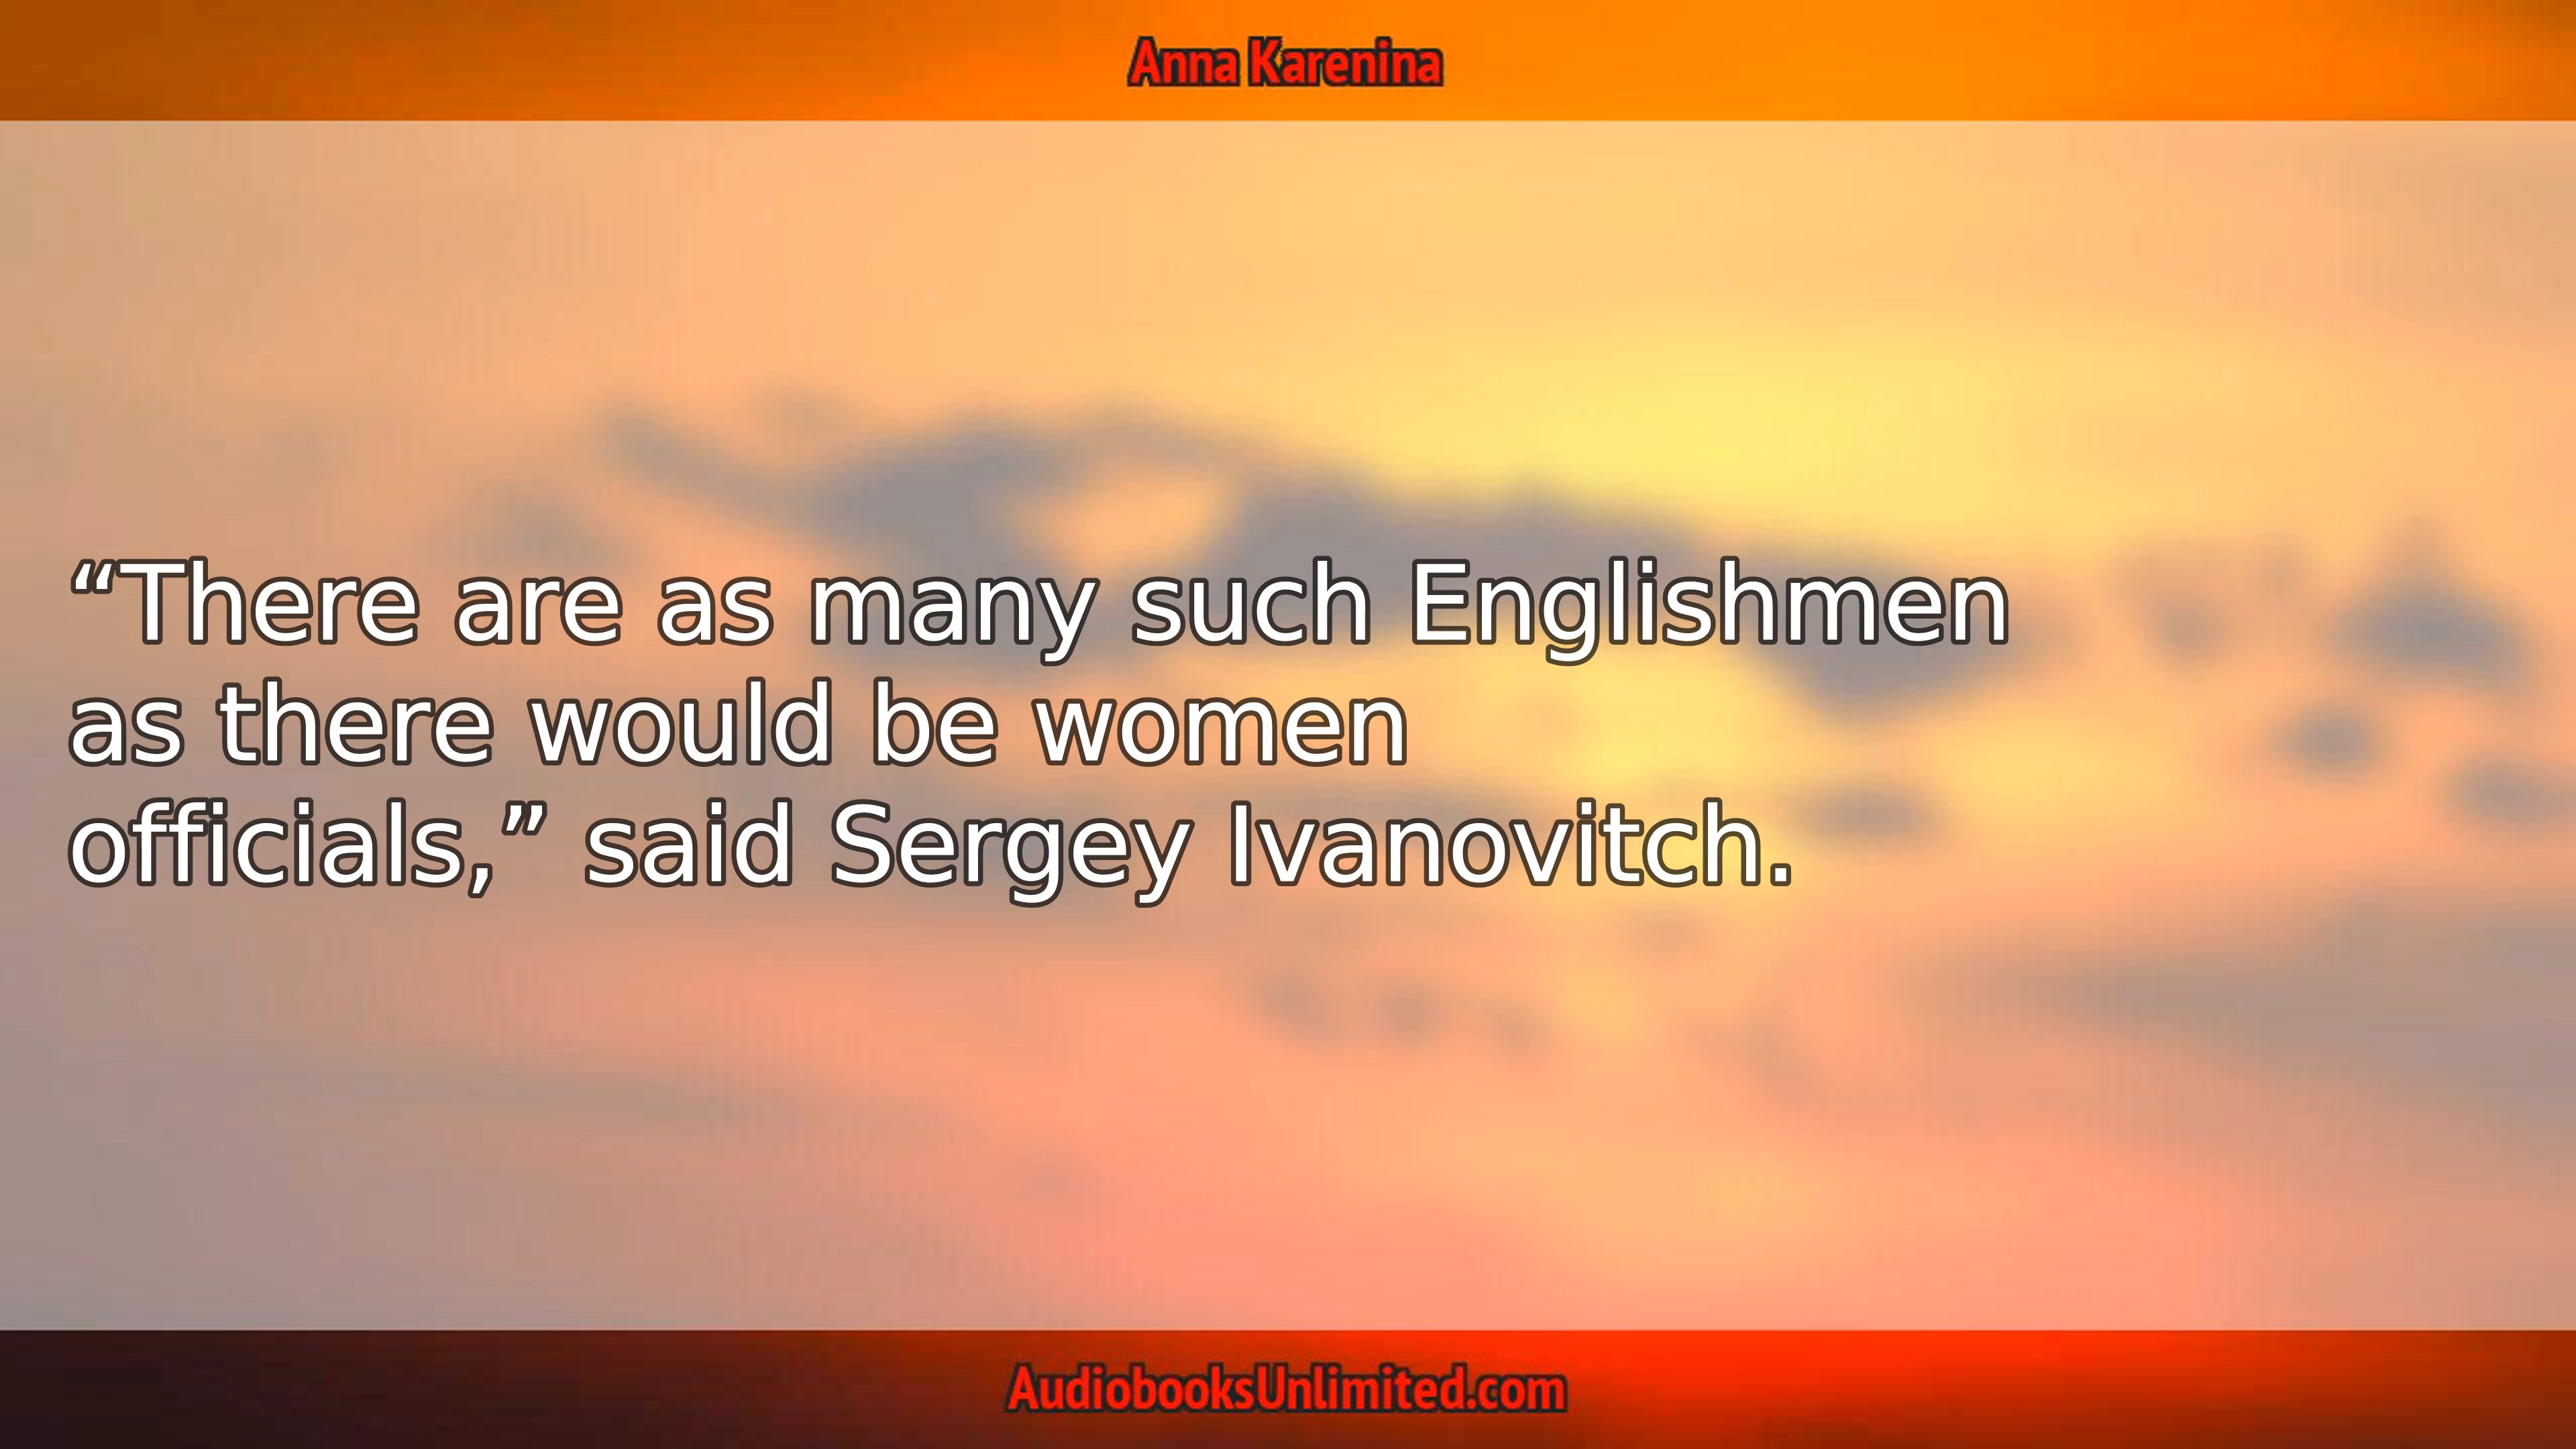 Anna Karenina
“There are as many such Englishmen
as there would be women
officials,” said Sergey Ivanovitch.
AudiobooksUnlimited.com